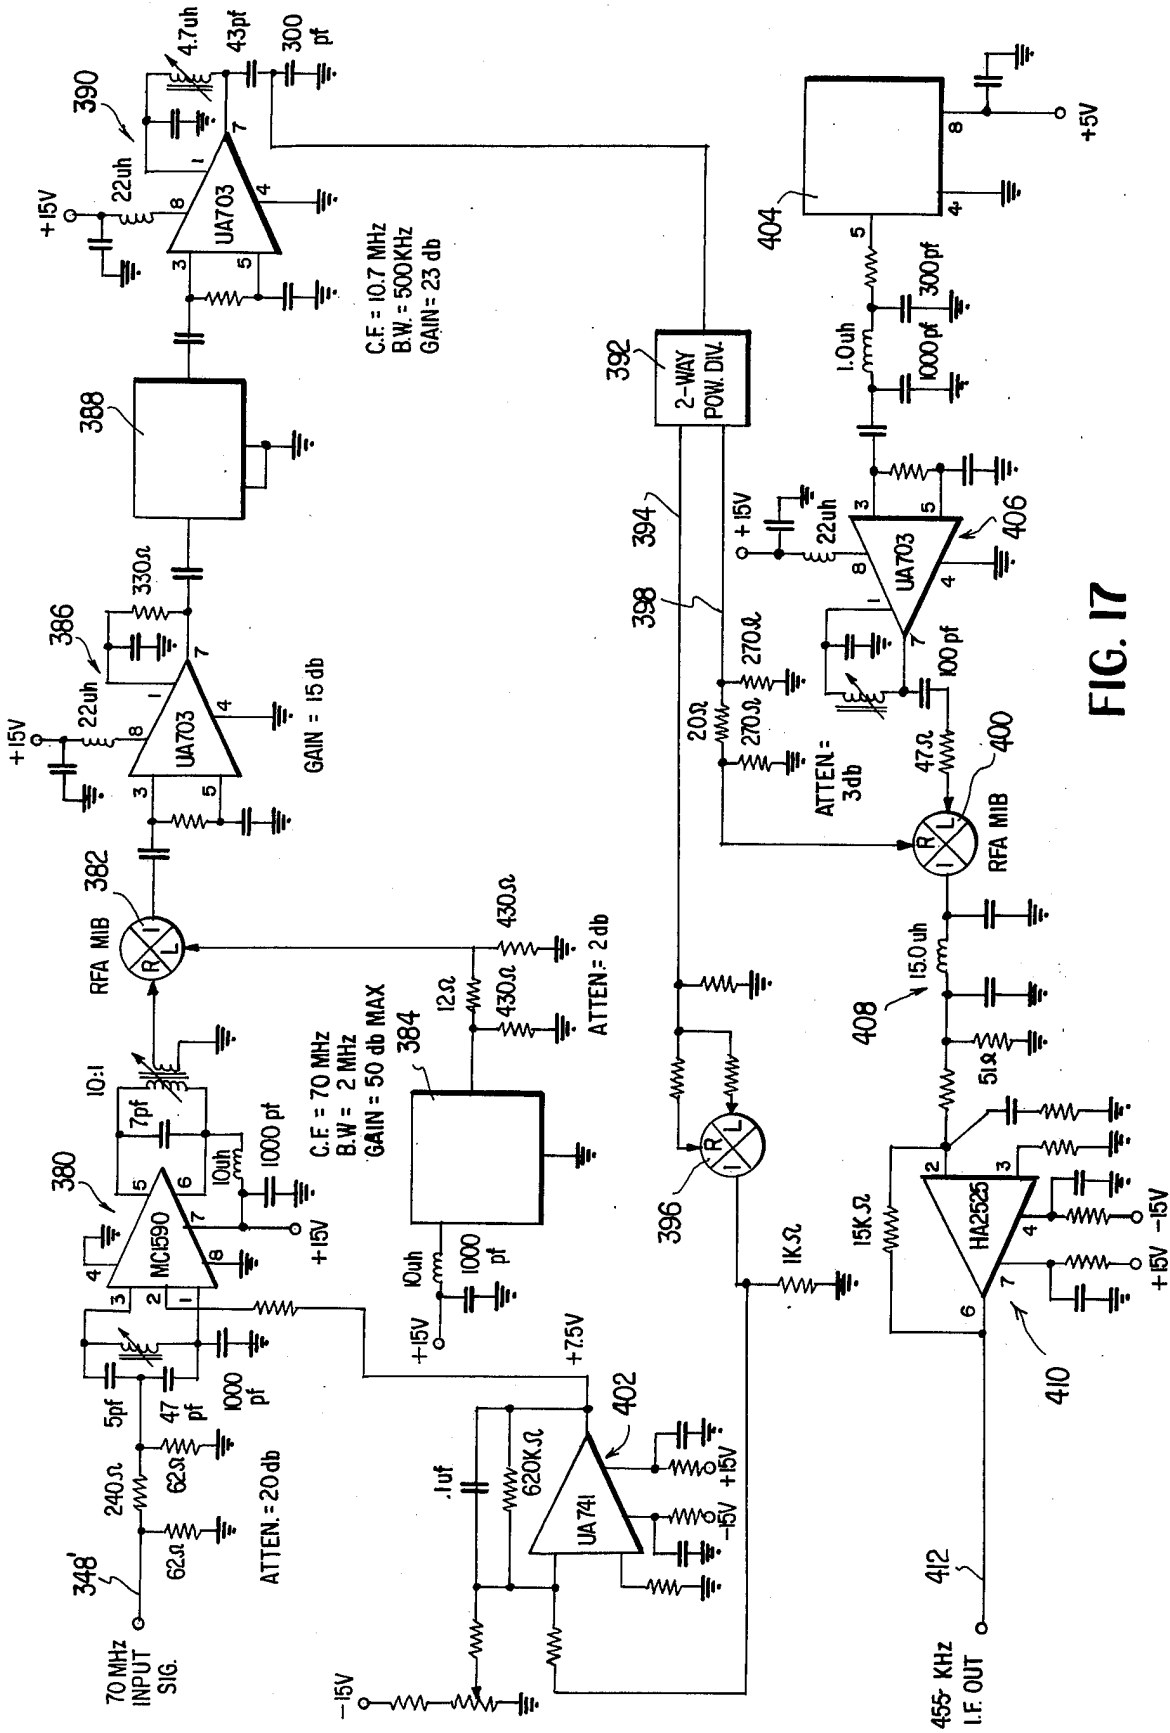 70 MHz
INPUT
SIG.
348'
240Ω
62Ω
62Ω
ATTEN. = 20 db
5pf
47
pf
1000
pf
3
2
1
4
MC1590
8
7
5
6
380
+15V
10uh
1000 pf
7pf
10:1
C.F. = 70 MHz
B.W = 2 MHz
GAIN = 50 db MAX
RFA MIB
382
R
I
L
+15V
22uh
386
3
5
8
1
UA703
4
7
330Ω
GAIN = 15 db
388
+15V
22uh
390
3
5
8
1
UA703
4
7
4.7uh
43pf
300
pf
C.F. = 10.7 MHz
B.W. = 500KHz
GAIN = 23 db
+15V
10uh
1000
pf
384
12Ω
430Ω
430Ω
ATTEN. = 2 db
392
2-WAY
POW. DIV.
394
398
270Ω
20Ω
270Ω
ATTEN. =
3db
396
R
L
I
1KΩ
-15V
.1uf
620KΩ
+7.5V
UA741
402
-15V
+15V
404
5
4
8
+5V
300pf
1.0uh
1000pf
+15V
22uh
3
5
8
1
UA703
4
7
406
100pf
47Ω
400
R
L
I
RFA MIB
15.0uh
408
51Ω
15KΩ
2
3
HA2525
4
7
6
-15V
+15V
410
412
455- KHz
I.F. OUT
FIG. 17